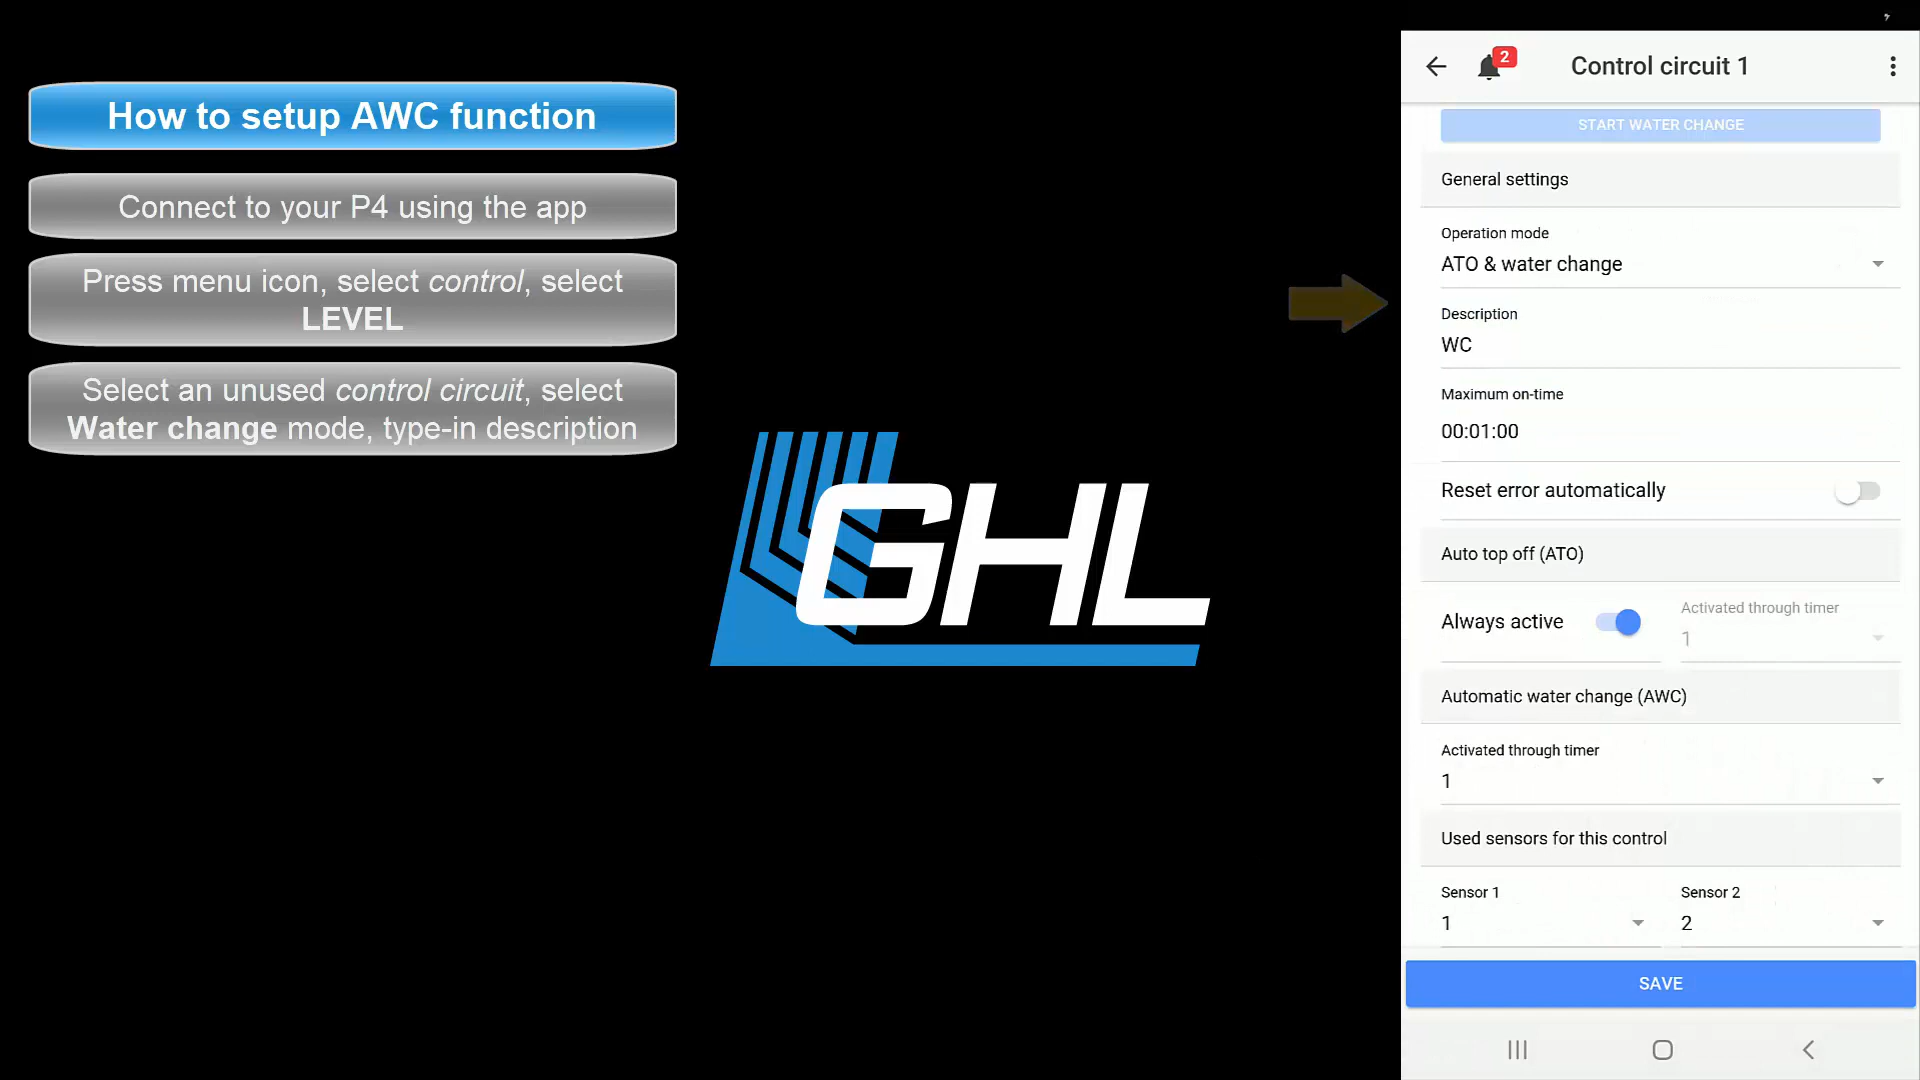 How to setup AWC function
Connect to your P4 using the app
Press menu icon, select control, select
LEVEL
Select an unused control circuit, select
Water change mode, type-in description
GHL
2
Control circuit 1
START WATER CHANGE
General settings
Operation mode
ATO & water change
Description
WC
Maximum on-time
00:01:00
Reset error automatically
Auto top off (ATO)
Always active
Activated through timer
1
Automatic water change (AWC)
Activated through timer
1
Used sensors for this control
Sensor 1
1
Sensor 2
2
SAVE